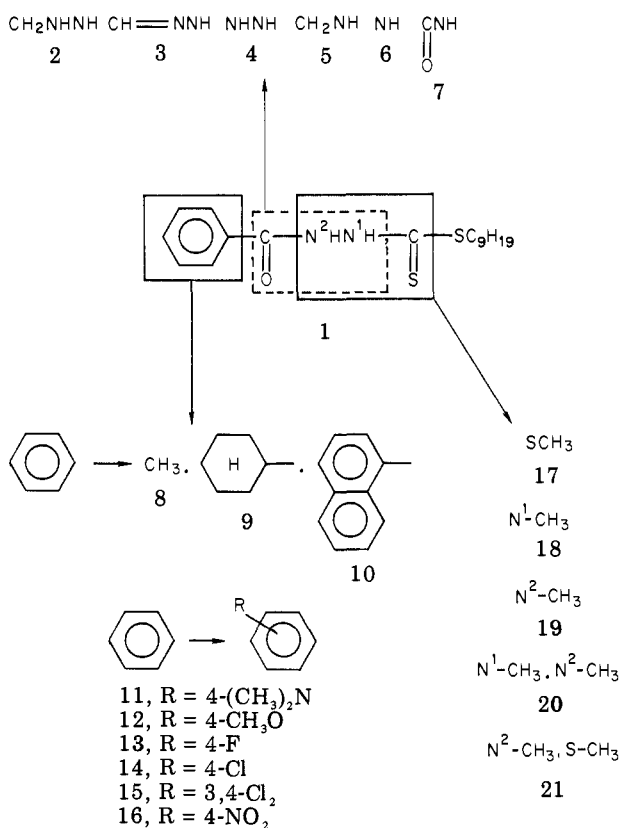 CH₂NHNH CH=NNH NHNH CH₂NH NH CNH
O
2 3 4 5 6 7
C N²HN¹H C SC₉H₁₉
O S
1
CH₃. H .
8 9 10
R
11, R = 4-(CH₃)₂N
12, R = 4-CH₃O
13, R = 4-F
14, R = 4-Cl
15, R = 3,4-Cl₂
16, R = 4-NO₂
SCH₃
17
N¹-CH₃
18
N²-CH₃
19
N¹-CH₃. N²-CH₃
20
N²-CH₃, S-CH₃
21